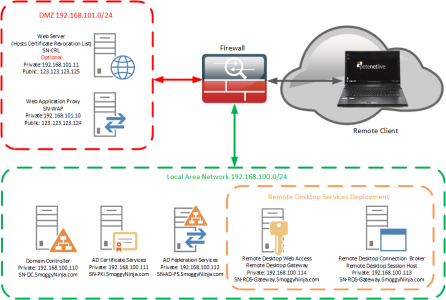 DMZ 192.168.101.0/24
Web Server
(Hosts Certificate Revocation List)
SN-CRL
Optional
Private: 192.168.101.11
Public: 123.123.123.125
Web Application Proxy
SN-WAP
Private:192.168.101.10
Public: 123.123.123.124
Firewall
petenetlive
Remote Client
Local Area Network 192.168.100.0/24
Domain Controller
Private: 192.168.100.110
SN-DC.SmoggyNinja.com
AD Certificate Services
Private: 192.168.100.111
SN-PKI.SmoggyNinja.com
AD Federation Services
Private: 192.168.100.112
SNAD-FS.SmoggyNinja.com
Remote Desktop Services Deployment
Remote Desktop Web Access
Remote Desktop Gateway
Private: 192.168.100.114
SN-RDS-Gateway.SmoggyNinja.com
Remote Desktop Connection Broker
Remote Desktop Session Host
Private: 192.168.100.113
SN-RDS-Gateway.SmoggyNinja.com